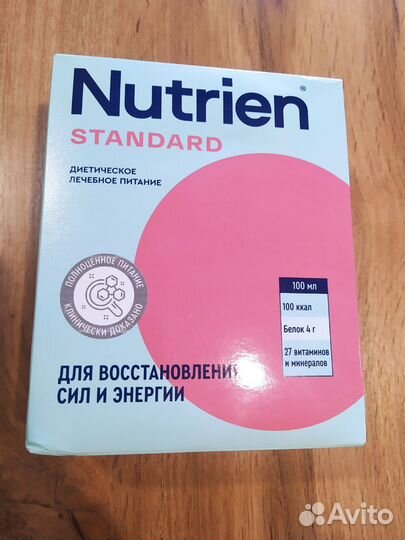 Nutrien®
STANDARD
ДИЕТИЧЕСКОЕ
ЛЕЧЕБНОЕ ПИТАНИЕ
ПОЛНОЦЕННОЕ ПИТАНИЕ
КЛИНИЧЕСКИ ДОКАЗАНО
100 мл
100 ккал
Белок 4 г
27 витаминов
и минералов
ДЛЯ ВОССТАНОВЛЕНИЯ
СИЛ И ЭНЕРГИИ
Avito